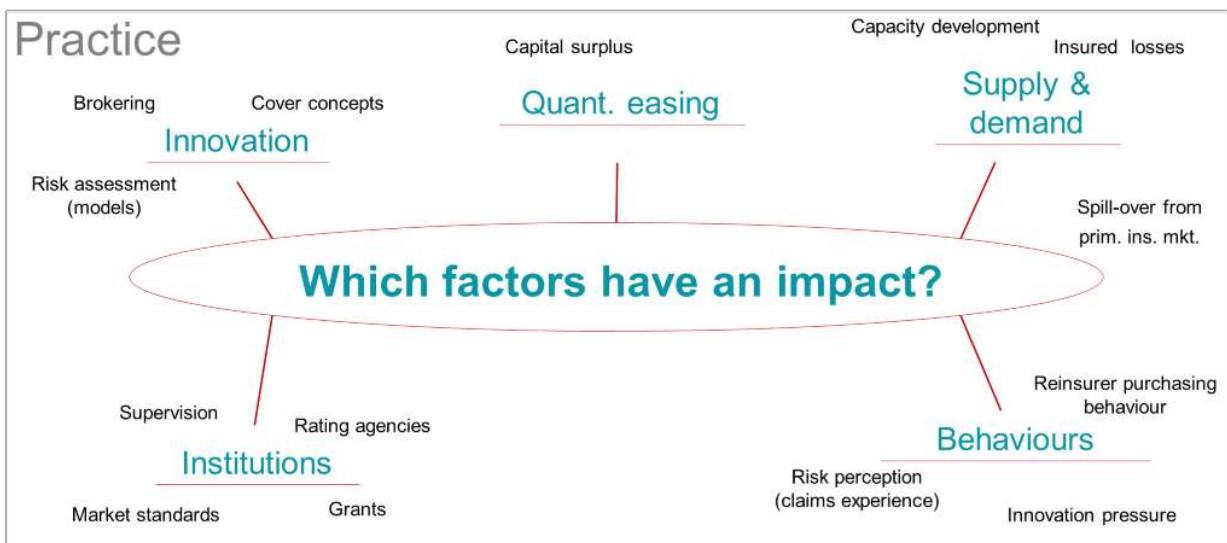 Practice
Capital surplus
Capacity development
Insured losses
Brokering
Cover concepts
Quant. easing
Supply &
demand
Innovation
Risk assessment
(models)
Spill-over from
prim. ins. mkt.
Which factors have an impact?
Supervision
Rating agencies
Institutions
Market standards
Grants
Reinsurer purchasing
behaviour
Behaviours
Risk perception
(claims experience)
Innovation pressure